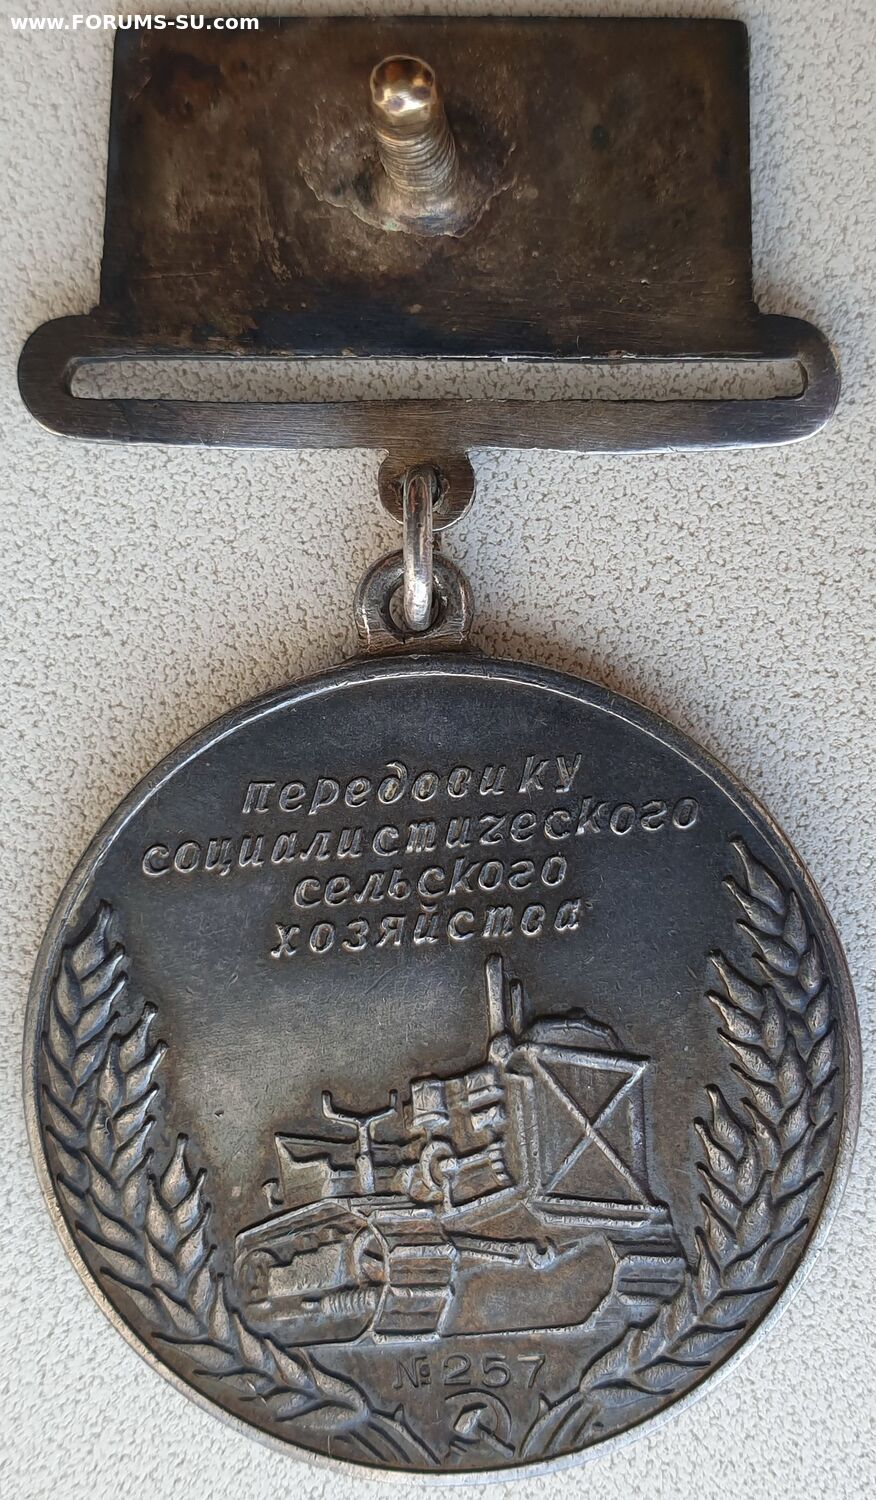 www.FORUMS-SU.com
передовику
социалистического
сельского
хозяйства
№257